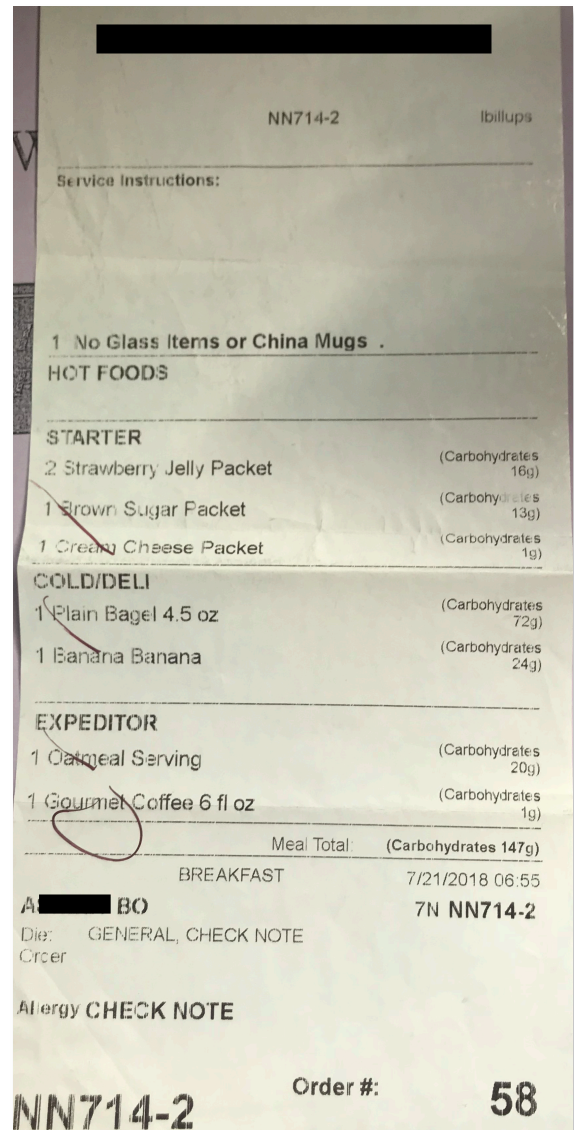 NN714-2 lbillups
Service Instructions:
1 No Glass Items or China Mugs .
HOT FOODS
STARTER
2 Strawberry Jelly Packet (Carbohydrates 16g)
1 Brown Sugar Packet (Carbohydrates 13g)
1 Cream Cheese Packet (Carbohydrates 1g)
COLD/DELI
1 Plain Bagel 4.5 oz (Carbohydrates 72g)
1 Banana Banana (Carbohydrates 24g)
EXPEDITOR
1 Oatmeal Serving (Carbohydrates 20g)
1 Gourmet Coffee 6 fl oz (Carbohydrates 1g)
Meal Total: (Carbohydrates 147g)
BREAKFAST 7/21/2018 06:55
BO 7N NN714-2
Die: GENERAL, CHECK NOTE
Order
Allergy CHECK NOTE
NN714-2 Order #: 58